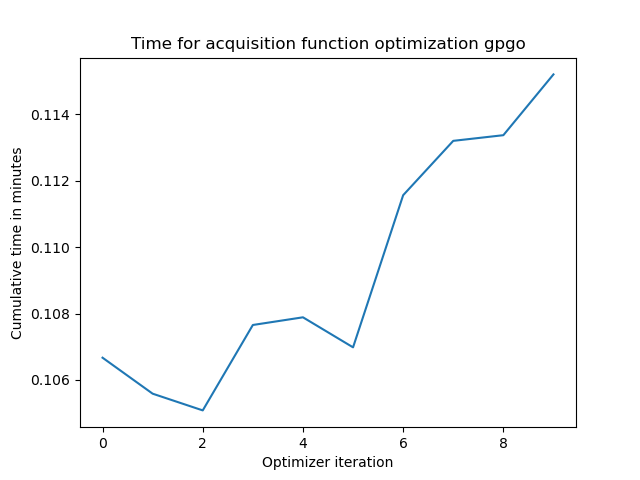 Time for acquisition function optimization gpgo
Cumulative time in minutes
0.114
0.112
0.110
0.108
0.106
0 2 4 6 8
Optimizer iteration